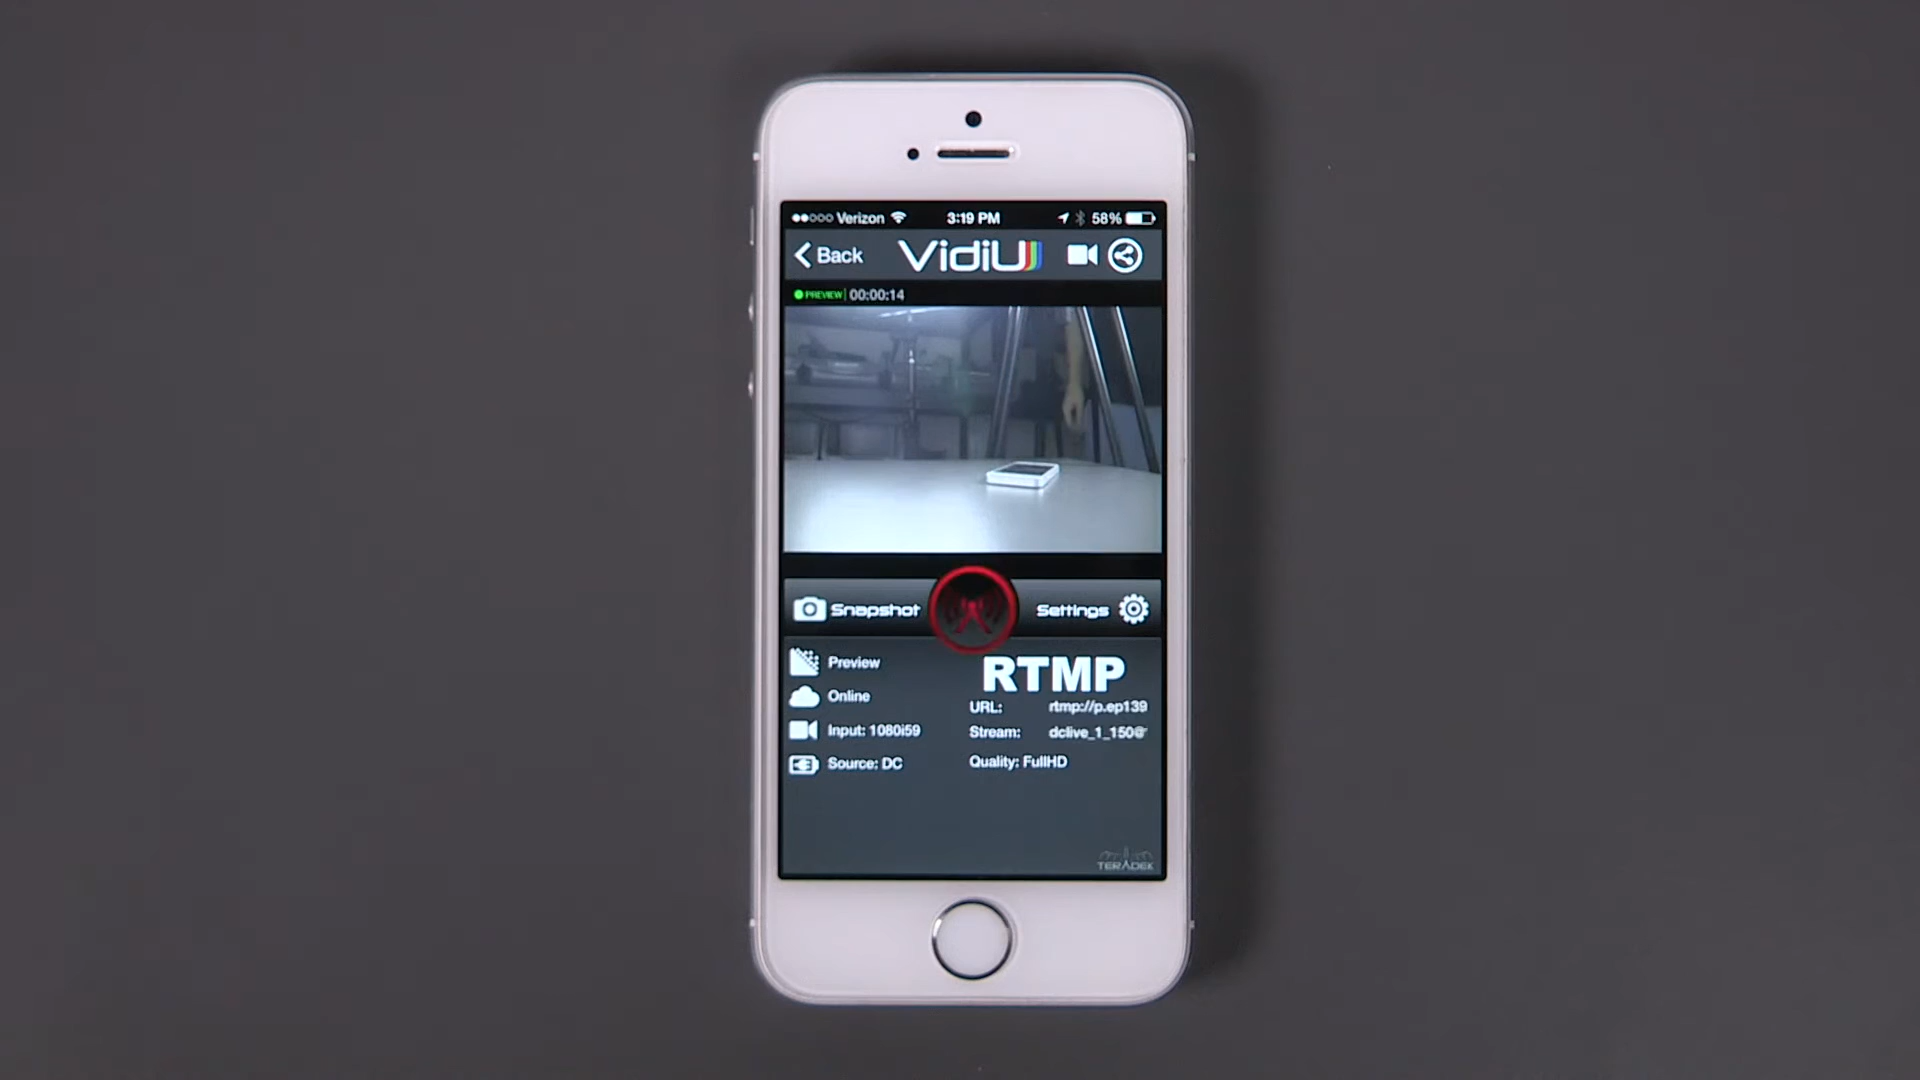 Verizon 3:19 PM 58%
Back VidiU
PREVIEW 00:00:14
Snapshot Settings
Preview
Online
Input: 1080i59
Source: DC
RTMP
URL: rtmp://p.ep139
Stream: dclive_1_150@
Quality: FullHD
TERADEK